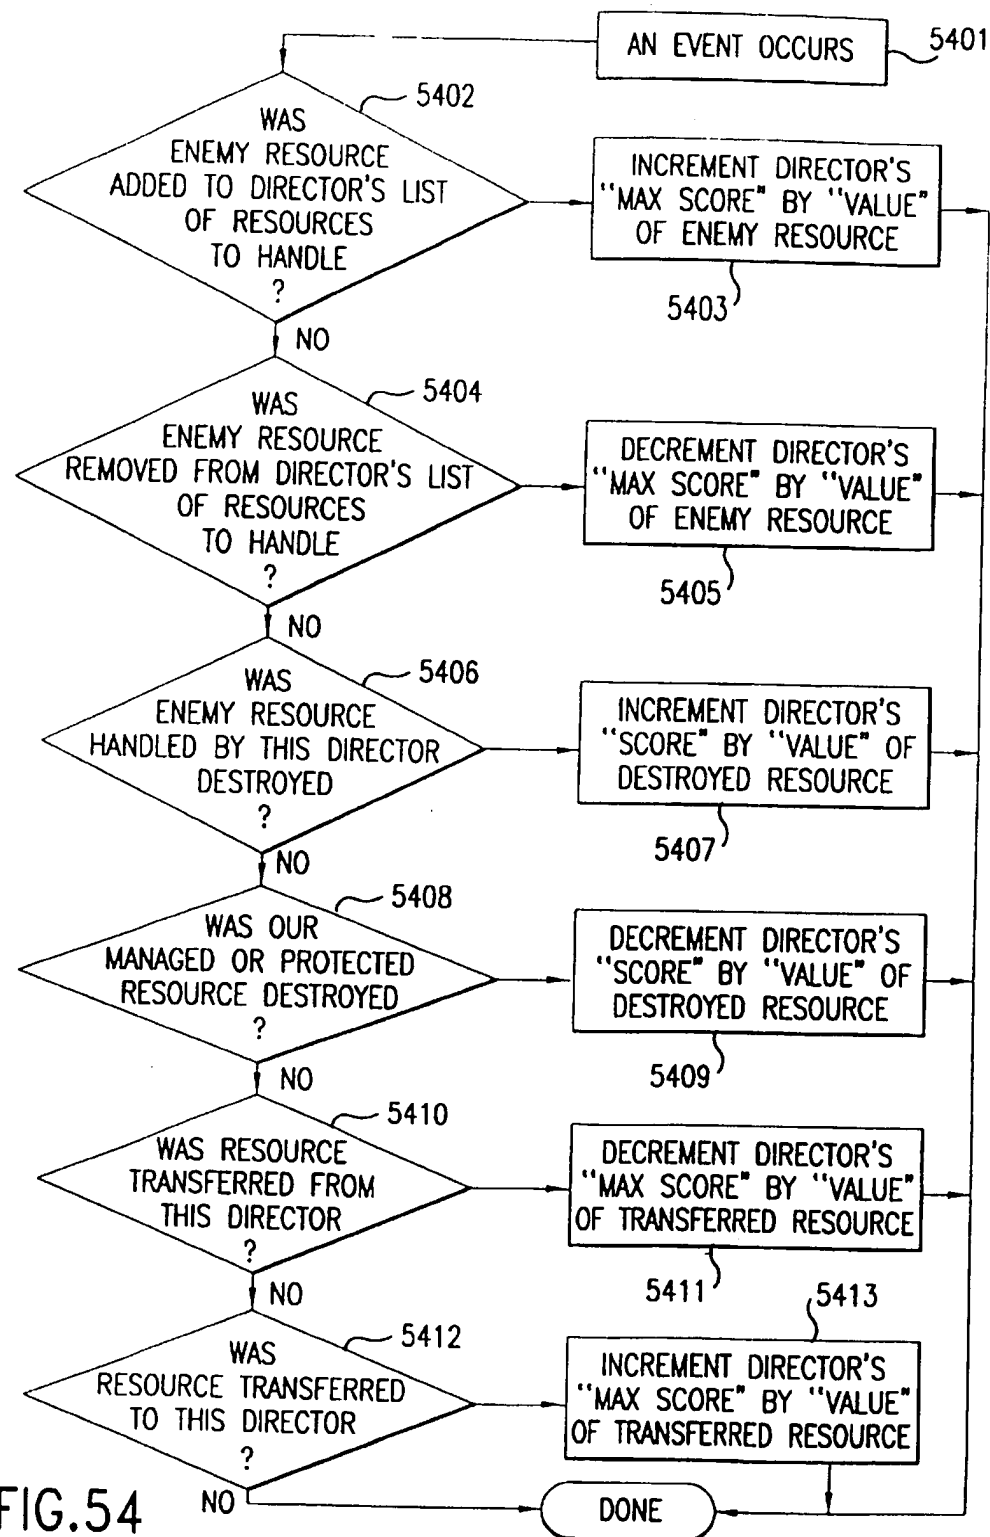 AN EVENT OCCURS
5401
5402
WAS
ENEMY RESOURCE
ADDED TO DIRECTOR'S LIST
OF RESOURCES
TO HANDLE
?
INCREMENT DIRECTOR'S
"MAX SCORE" BY "VALUE"
OF ENEMY RESOURCE
5403
NO
5404
WAS
ENEMY RESOURCE
REMOVED FROM DIRECTOR'S LIST
OF RESOURCES
TO HANDLE
?
DECREMENT DIRECTOR'S
"MAX SCORE" BY "VALUE"
OF ENEMY RESOURCE
5405
NO
5406
WAS
ENEMY RESOURCE
HANDLED BY THIS DIRECTOR
DESTROYED
?
INCREMENT DIRECTOR'S
"SCORE" BY "VALUE" OF
DESTROYED RESOURCE
5407
NO
5408
WAS OUR
MANAGED OR PROTECTED
RESOURCE DESTROYED
?
DECREMENT DIRECTOR'S
"SCORE" BY "VALUE" OF
DESTROYED RESOURCE
5409
NO
5410
WAS RESOURCE
TRANSFERRED FROM
THIS DIRECTOR
?
DECREMENT DIRECTOR'S
"MAX SCORE" BY "VALUE"
OF TRANSFERRED RESOURCE
5411
NO
5412
WAS
RESOURCE TRANSFERRED
TO THIS DIRECTOR
?
5413
INCREMENT DIRECTOR'S
"MAX SCORE" BY "VALUE"
OF TRANSFERRED RESOURCE
NO
DONE
FIG.54